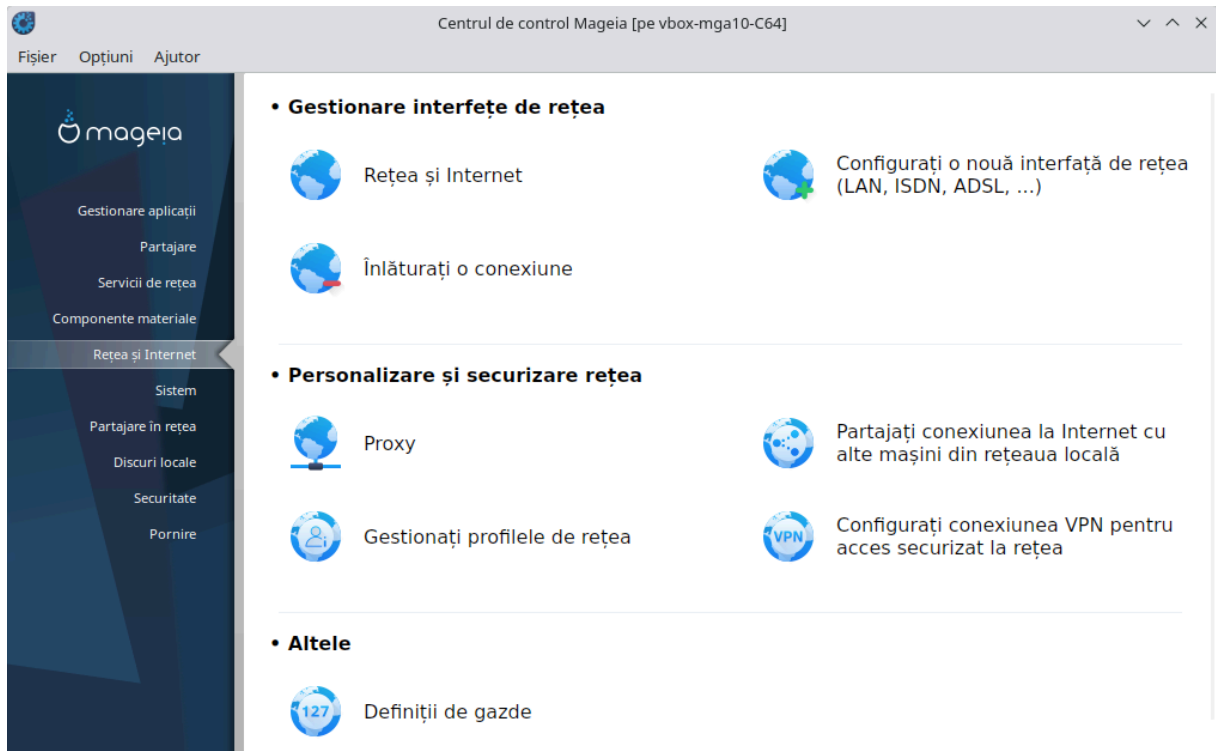 Centrul de control Mageia [pe vbox-mga10-C64]
Fișier Opțiuni Ajutor
mageia
Gestionare aplicații
Partajare
Servicii de rețea
Componente materiale
Rețea și Internet
Sistem
Partajare în rețea
Discuri locale
Securitate
Pornire
• Gestionare interfețe de rețea
Rețea și Internet
Configurați o nouă interfață de rețea
(LAN, ISDN, ADSL, ...)
Înlăturați o conexiune
• Personalizare și securizare rețea
Proxy
Partajați conexiunea la Internet cu
alte mașini din rețeaua locală
Gestionați profilele de rețea
VPN
Configurați conexiunea VPN pentru
acces securizat la rețea
• Altele
127
Definiții de gazde